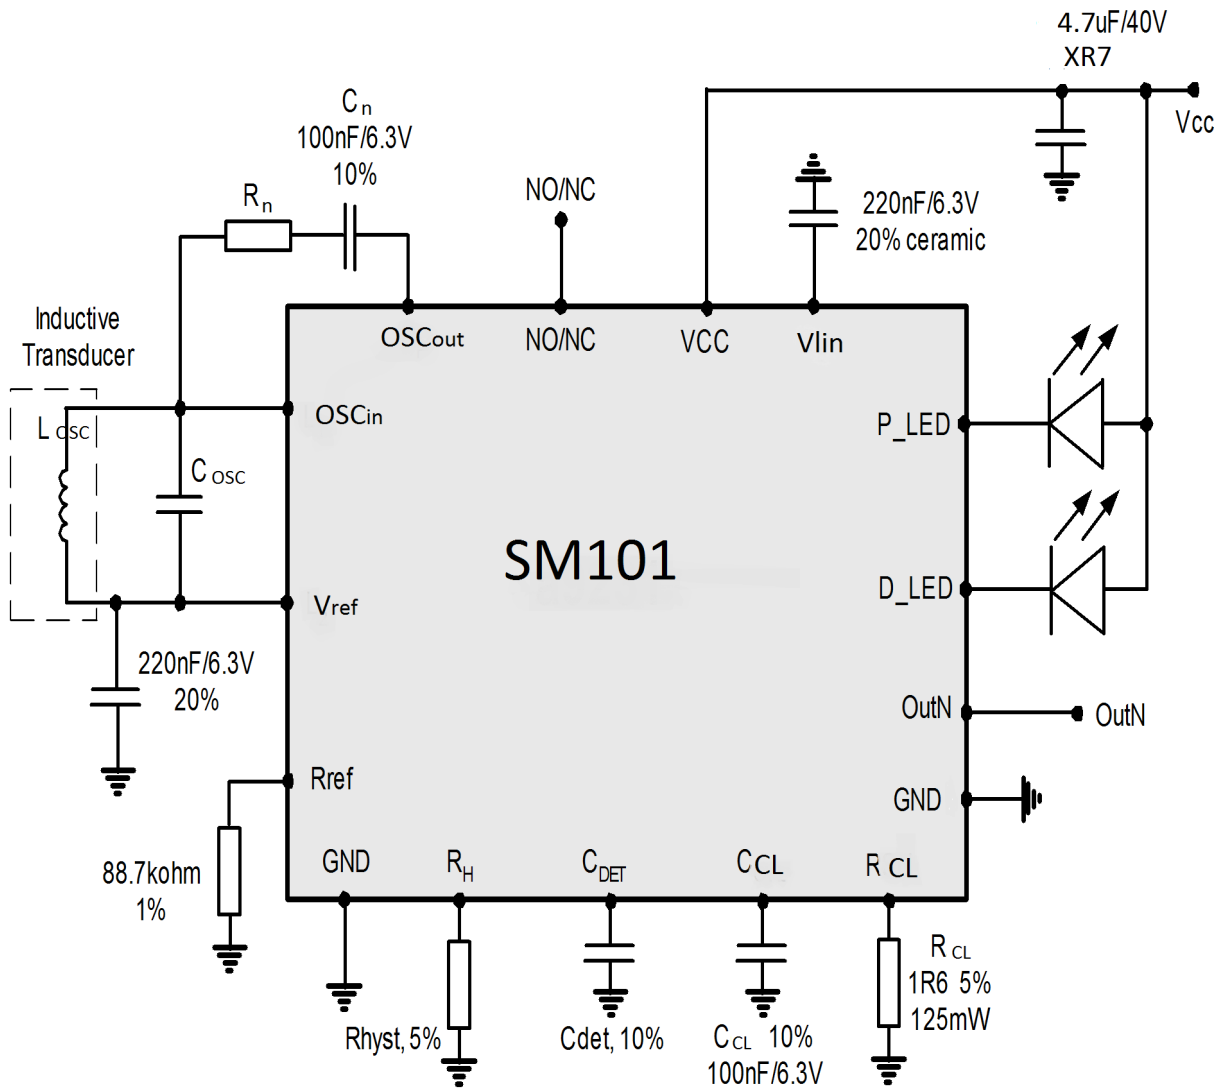 4.7uF/40V
XR7
Vcc
Cn
100nF/6.3V
10%
Rn
NO/NC
220nF/6.3V
20% ceramic
Inductive
Transducer
OSCout
NO/NC
VCC
Vlin
LOSC
OSCin
P_LED
COSC
SM101
D_LED
Vref
220nF/6.3V
20%
OutN
OutN
Rref
GND
88.7kohm
1%
GND
RH
CDET
CCL
RCL
RCL
1R6 5%
125mW
Rhyst, 5%
Cdet, 10%
CCL 10%
100nF/6.3V